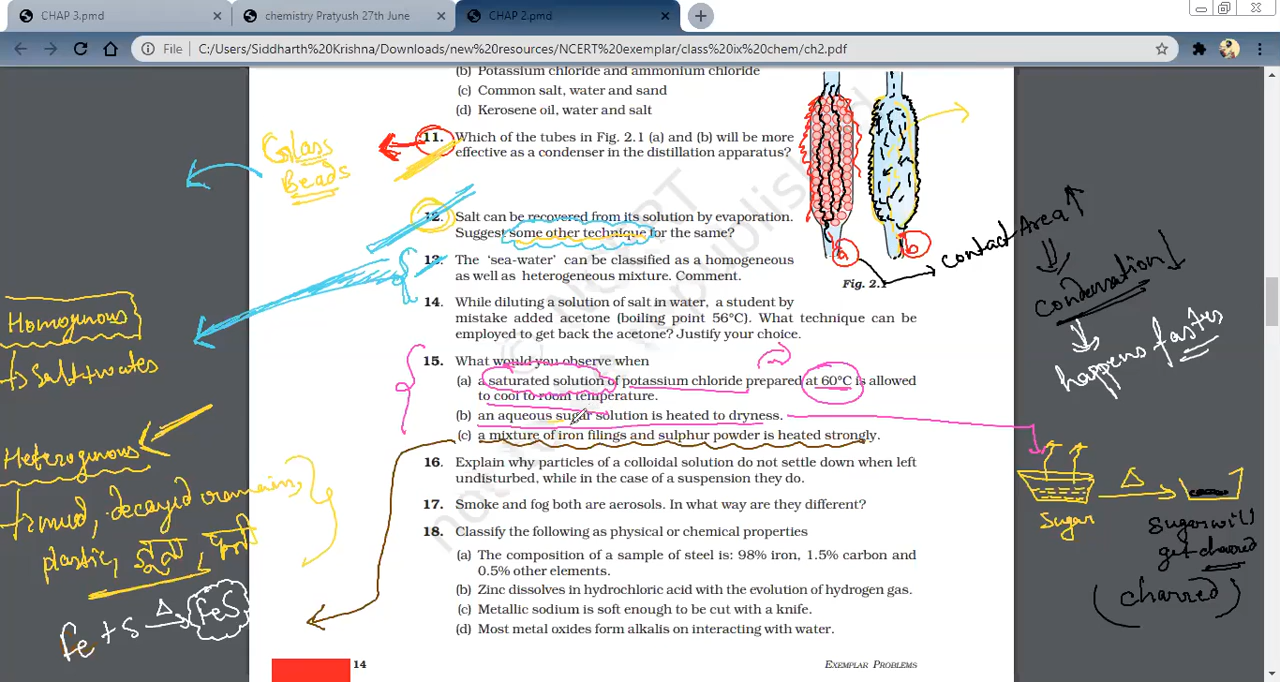 CHAP 3.pmd
chemistry Pratyush 27th June
CHAP 2.pmd
File
C:/Users/Siddharth%20Krishna/Downloads/new%20resources/NCERT%20exemplar/class%20ix%20chem/ch2.pdf
(b) Potassium chloride and ammonium chloride
(c) Common salt, water and sand
(d) Kerosene oil, water and salt
11. Which of the tubes in Fig. 2.1 (a) and (b) will be more
effective as a condenser in the distillation apparatus?
12. Salt can be recovered from its solution by evaporation.
Suggest some other technique for the same?
13. The 'sea-water' can be classified as a homogeneous
as well as heterogeneous mixture. Comment.
a
b
Fig. 2.1
14. While diluting a solution of salt in water, a student by
mistake added acetone (boiling point 56°C). What technique can be
employed to get back the acetone? Justify your choice.
15. What would you observe when
(a) a saturated solution of potassium chloride prepared at 60°C is allowed
to cool to room temperature.
(b) an aqueous sugar solution is heated to dryness.
(c) a mixture of iron filings and sulphur powder is heated strongly.
16. Explain why particles of a colloidal solution do not settle down when left
undisturbed, while in the case of a suspension they do.
17. Smoke and fog both are aerosols. In what way are they different?
18. Classify the following as physical or chemical properties
(a) The composition of a sample of steel is: 98% iron, 1.5% carbon and
0.5% other elements.
(b) Zinc dissolves in hydrochloric acid with the evolution of hydrogen gas.
(c) Metallic sodium is soft enough to be cut with a knife.
(d) Most metal oxides form alkalis on interacting with water.
14
EXEMPLAR PROBLEMS
© NCERT
not to be republished
Glass
Beads
Homogenous
Heterogenous
mud, decayed remains,
plastic,
Fe + S Δ FeS
contact Area ↑
condensation
happens faster
Δ
Sugar
Sugar will
get charred
(charred)